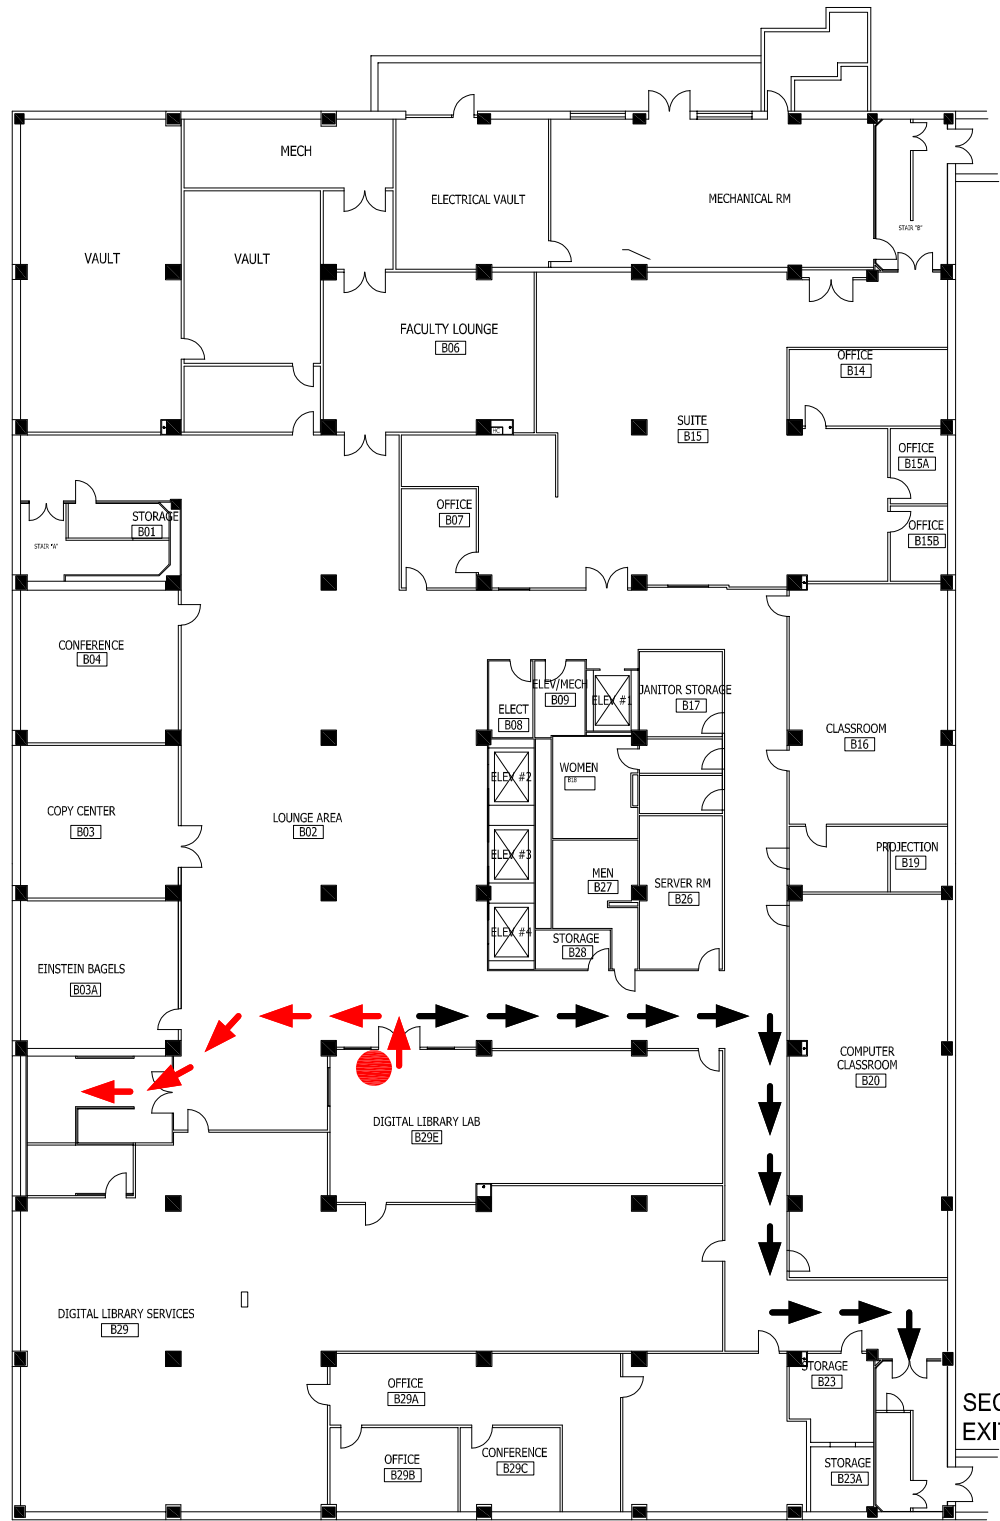 MECH
ELECTRICAL VAULT
MECHANICAL RM
STAIR "B"
VAULT
VAULT
FACULTY LOUNGE
B06
OFFICE
B14
SUITE
B15
HC
OFFICE
B15A
OFFICE
B07
STORAGE
B01
OFFICE
B15B
STAIR "A"
CONFERENCE
B04
ELEV/MECH
B09
ELEV #1
JANITOR STORAGE
B17
ELECT
B08
CLASSROOM
B16
WOMEN
B18
ELEV #2
COPY CENTER
B03
LOUNGE AREA
B02
ELEV #3
PROJECTION
B19
MEN
B27
SERVER RM
B26
ELEV #4
STORAGE
B28
EINSTEIN BAGELS
B03A
COMPUTER
CLASSROOM
B20
DIGITAL LIBRARY LAB
B29E
DIGITAL LIBRARY SERVICES
B29
STORAGE
B23
OFFICE
B29A
SEC
EXI
CONFERENCE
B29C
OFFICE
B29B
STORAGE
B23A